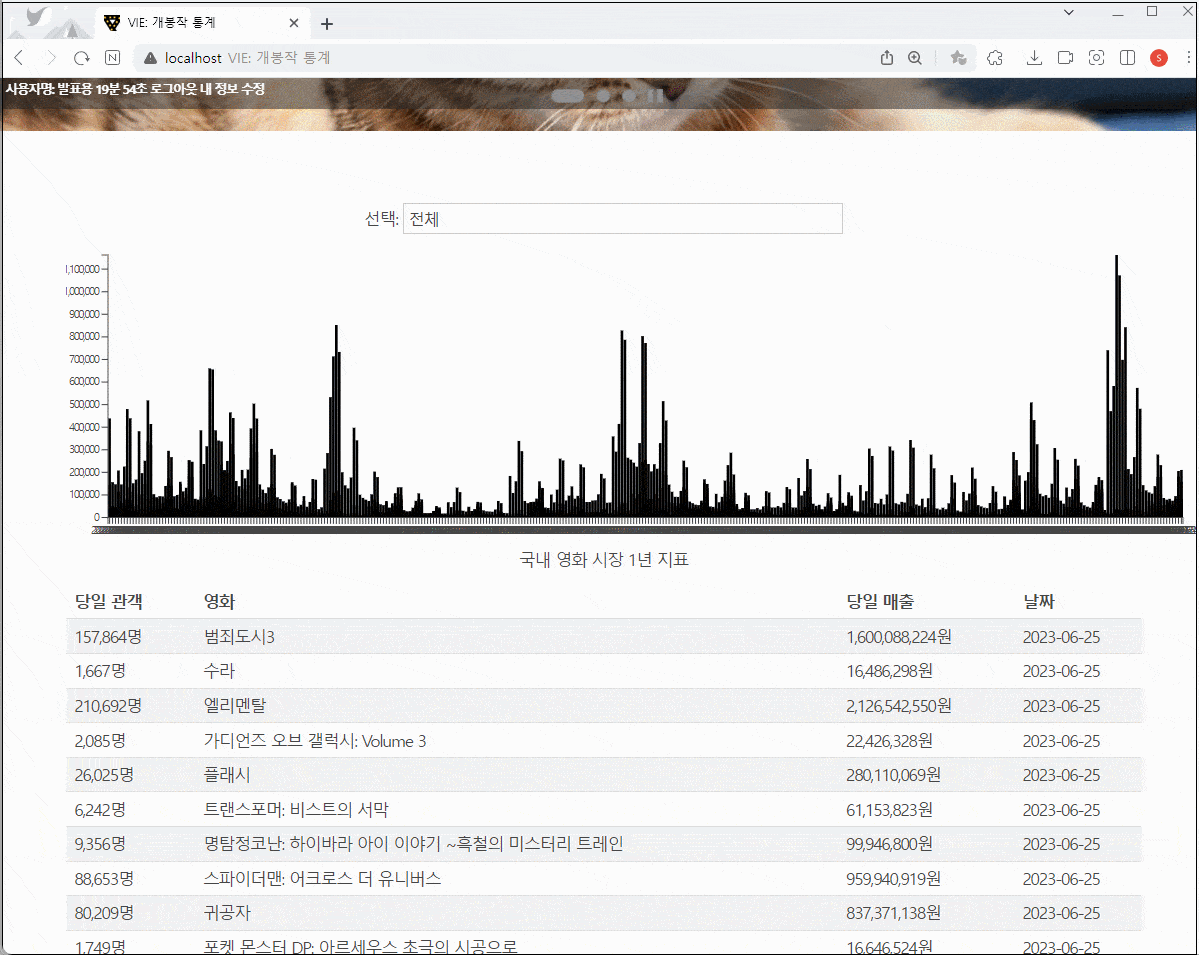 VIE: 개봉작 통계
localhost VIE: 개봉작 통계
S
사용자명: 발표용 19분 54초 로그아웃 내 정보 수정
선택: 전체
1,100,000
1,000,000
900,000
800,000
700,000
600,000
500,000
400,000
300,000
200,000
100,000
0
국내 영화 시장 1년 지표
당일 관객 영화 당일 매출 날짜
157,864명 범죄도시3 1,600,088,224원 2023-06-25
1,667명 수라 16,486,298원 2023-06-25
210,692명 엘리멘탈 2,126,542,550원 2023-06-25
2,085명 가디언즈 오브 갤럭시: Volume 3 22,426,328원 2023-06-25
26,025명 플래시 280,110,069원 2023-06-25
6,242명 트랜스포머: 비스트의 서막 61,153,823원 2023-06-25
9,356명 명탐정코난: 하이바라 아이 이야기 ~흑철의 미스터리 트레인 99,946,800원 2023-06-25
88,653명 스파이더맨: 어크로스 더 유니버스 959,940,919원 2023-06-25
80,209명 귀공자 837,371,138원 2023-06-25
1,749명 포켓 몬스터 DP: 아르세우스 초극의 시공으로 16,646,524원 2023-06-25